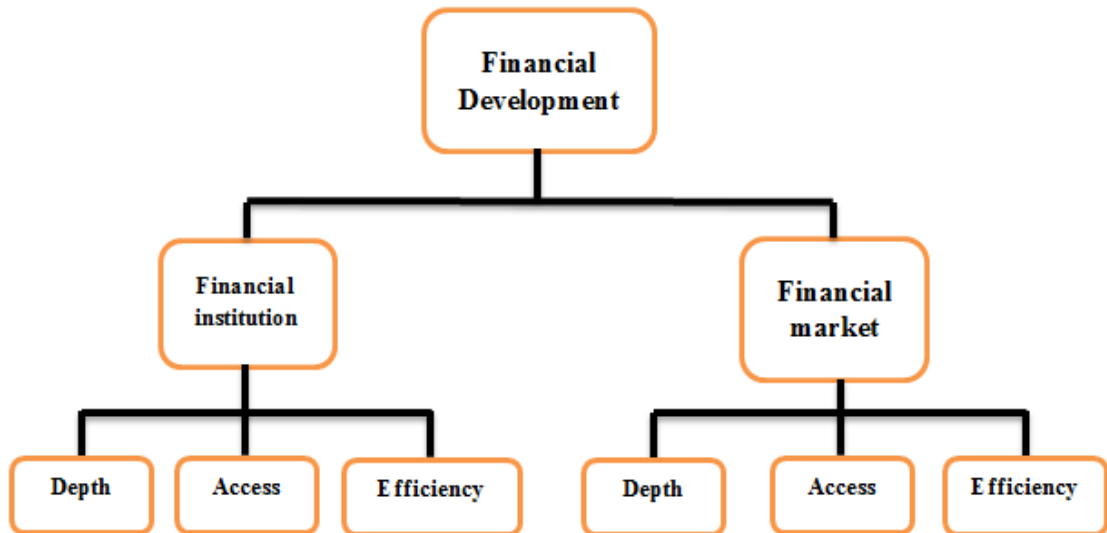 Financial
Development
Financial
institution
Financial
market
Depth
Access
Efficiency
Depth
Access
Efficiency